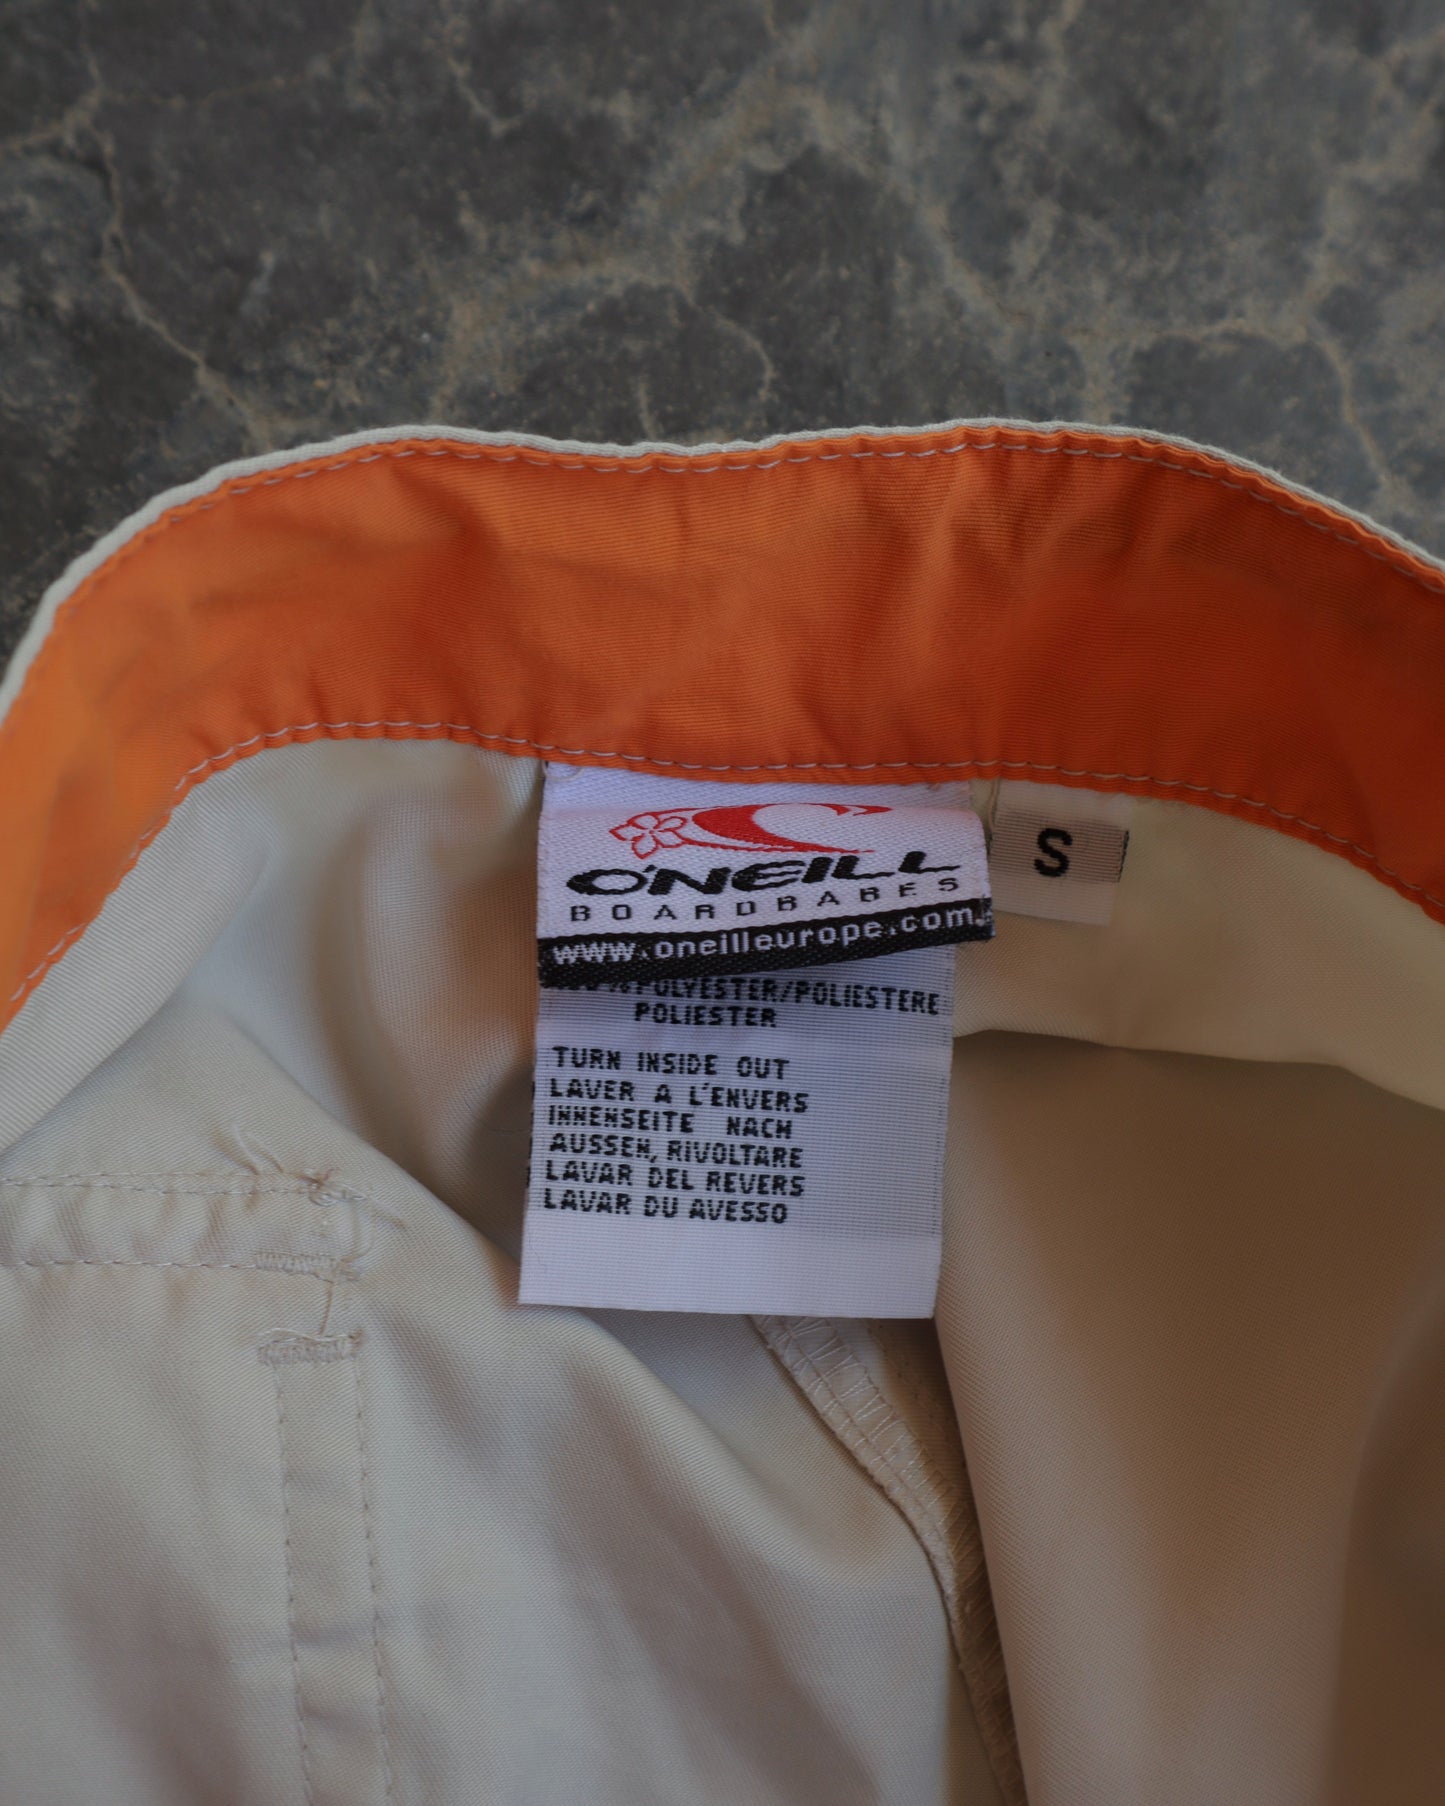 O'NEILL
BOARDBABES
www.oneilleurope.com
S
POLYESTER/POLIESTERE
POLIESTER
TURN INSIDE OUT
LAVER A L'ENVERS
INNENSEITE NACH
AUSSEN, RIVOLTARE
LAVAR DEL REVERS
LAVAR DU AVESSO